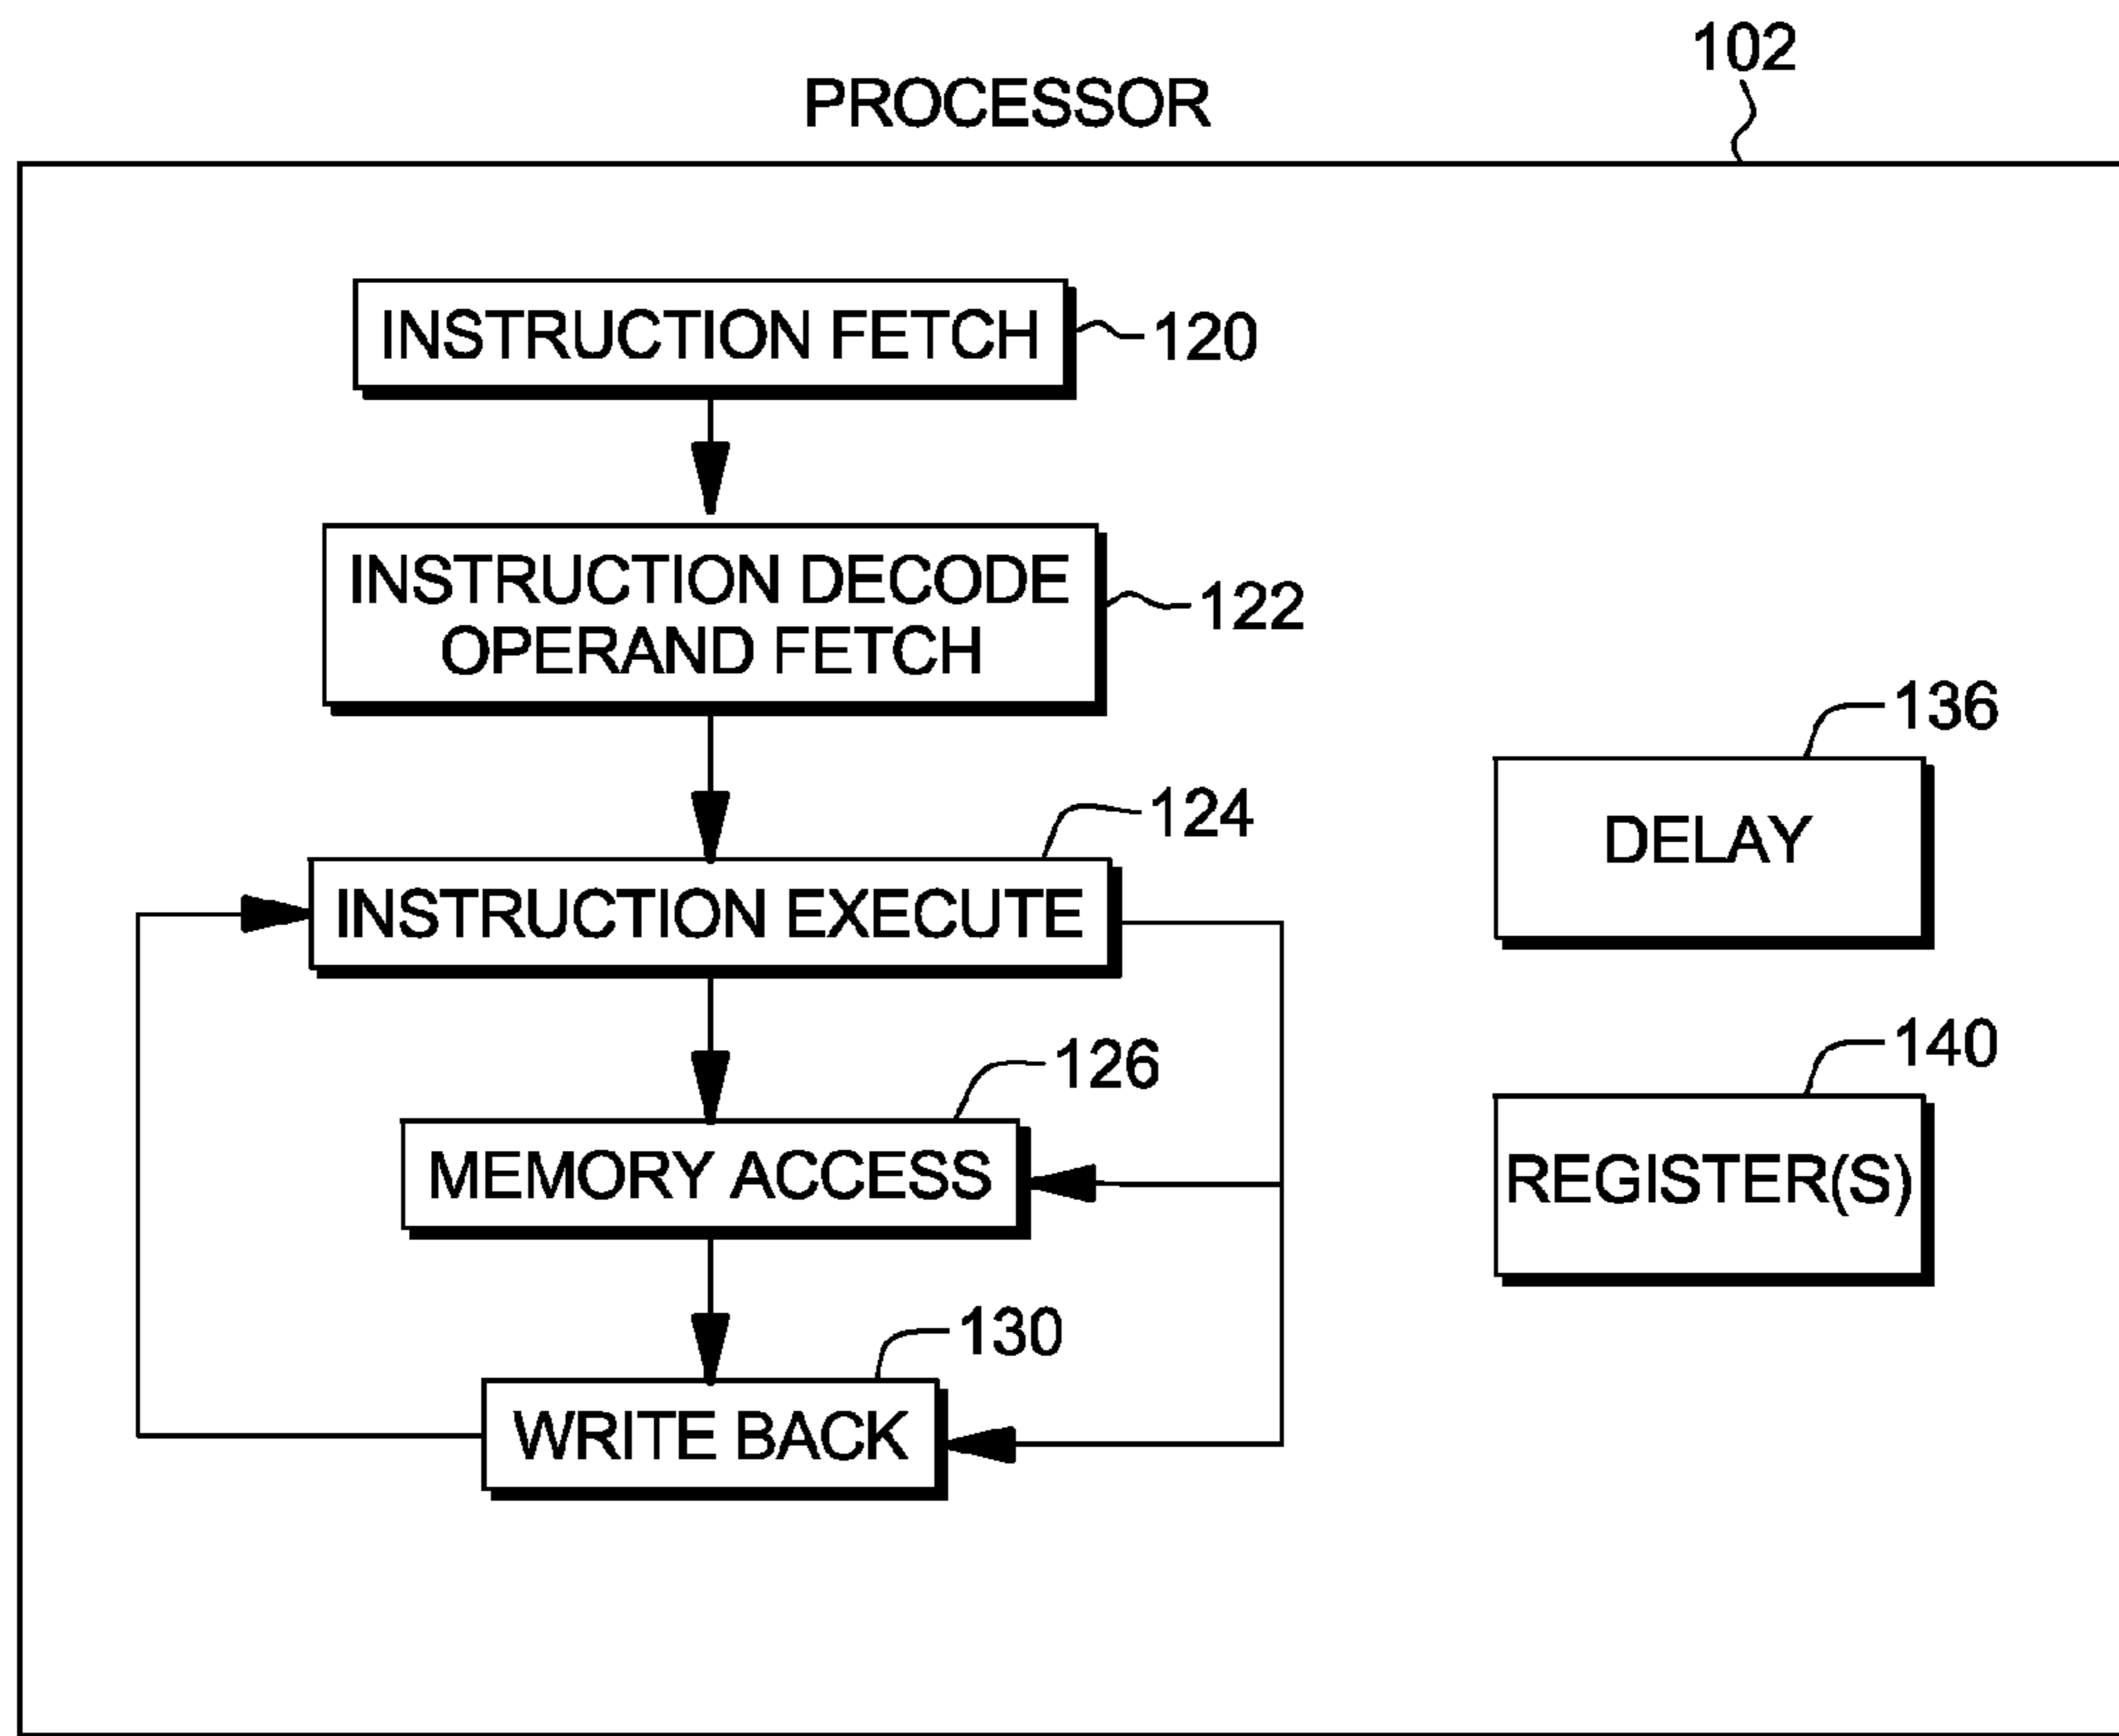 102
PROCESSOR
INSTRUCTION FETCH
120
INSTRUCTION DECODE
OPERAND FETCH
122
136
DELAY
124
INSTRUCTION EXECUTE
126
MEMORY ACCESS
140
REGISTER(S)
130
WRITE BACK